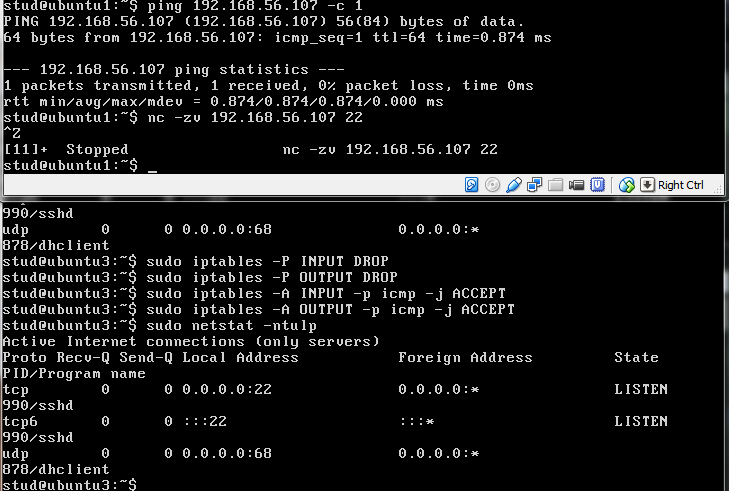 stud@ubuntu1:~$ ping 192.168.56.107 -c 1
PING 192.168.56.107 (192.168.56.107) 56(84) bytes of data.
64 bytes from 192.168.56.107: icmp_seq=1 ttl=64 time=0.874 ms
--- 192.168.56.107 ping statistics ---
1 packets transmitted, 1 received, 0% packet loss, time 0ms
rtt min/avg/max/mdev = 0.874/0.874/0.874/0.000 ms
stud@ubuntu1:~$ nc -zv 192.168.56.107 22
^Z
[11]+  Stopped                 nc -zv 192.168.56.107 22
stud@ubuntu1:~$ _
Right Ctrl
990/sshd
udp        0      0 0.0.0.0:68              0.0.0.0:*
878/dhclient
stud@ubuntu3:~$ sudo iptables -P INPUT DROP
stud@ubuntu3:~$ sudo iptables -P OUTPUT DROP
stud@ubuntu3:~$ sudo iptables -A INPUT -p icmp -j ACCEPT
stud@ubuntu3:~$ sudo iptables -A OUTPUT -p icmp -j ACCEPT
stud@ubuntu3:~$ sudo netstat -ntulp
Active Internet connections (only servers)
Proto Recv-Q Send-Q Local Address           Foreign Address         State
PID/Program name
tcp        0      0 0.0.0.0:22              0.0.0.0:*               LISTEN
990/sshd
tcp6       0      0 :::22                   :::*                    LISTEN
990/sshd
udp        0      0 0.0.0.0:68              0.0.0.0:*
878/dhclient
stud@ubuntu3:~$